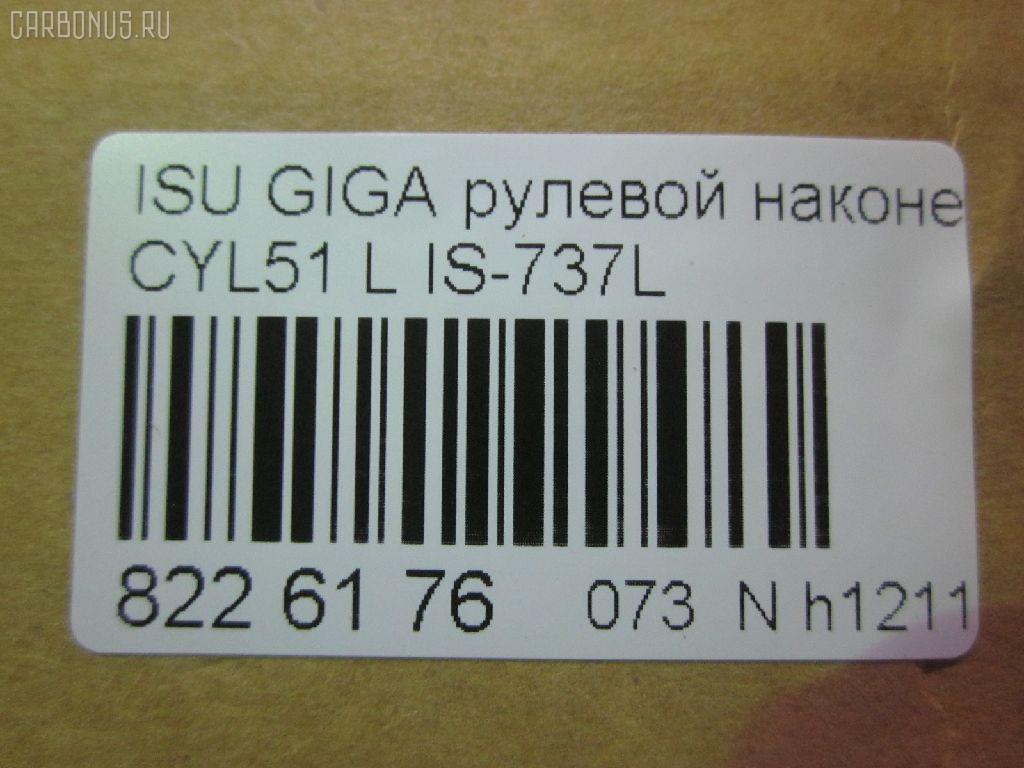 CARBONUS.RU
ISU GIGA рулевой наконе
CYL51 L IS-737L
822 61 76 073 N h1211